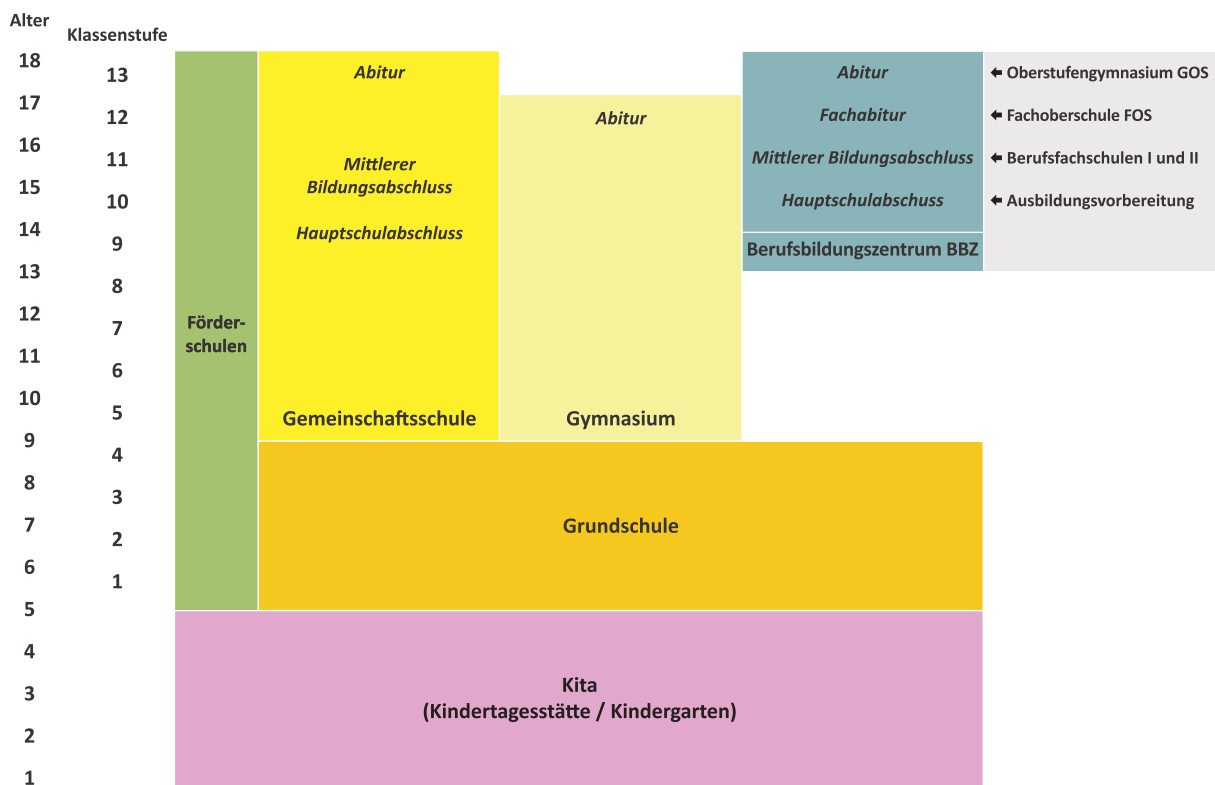 Alter
Klassenstufe
18
13
Abitur
Abitur
Oberstufengymnasium GOS
17
12
Abitur
Fachabitur
Fachoberschule FOS
16
11
Mittlerer
Bildungsabschluss
Mittlerer Bildungsabschluss
Berufsfachschulen I und II
15
10
Hauptschulabschuss
Ausbildungsvorbereitung
14
9
Hauptschulabschluss
Berufsbildungszentrum BBZ
13
8
12
7
Förder-
schulen
11
6
10
5
Gemeinschaftsschule
Gymnasium
9
4
8
3
7
2
Grundschule
6
1
5
4
3
Kita
(Kindertagesstätte / Kindergarten)
2
1